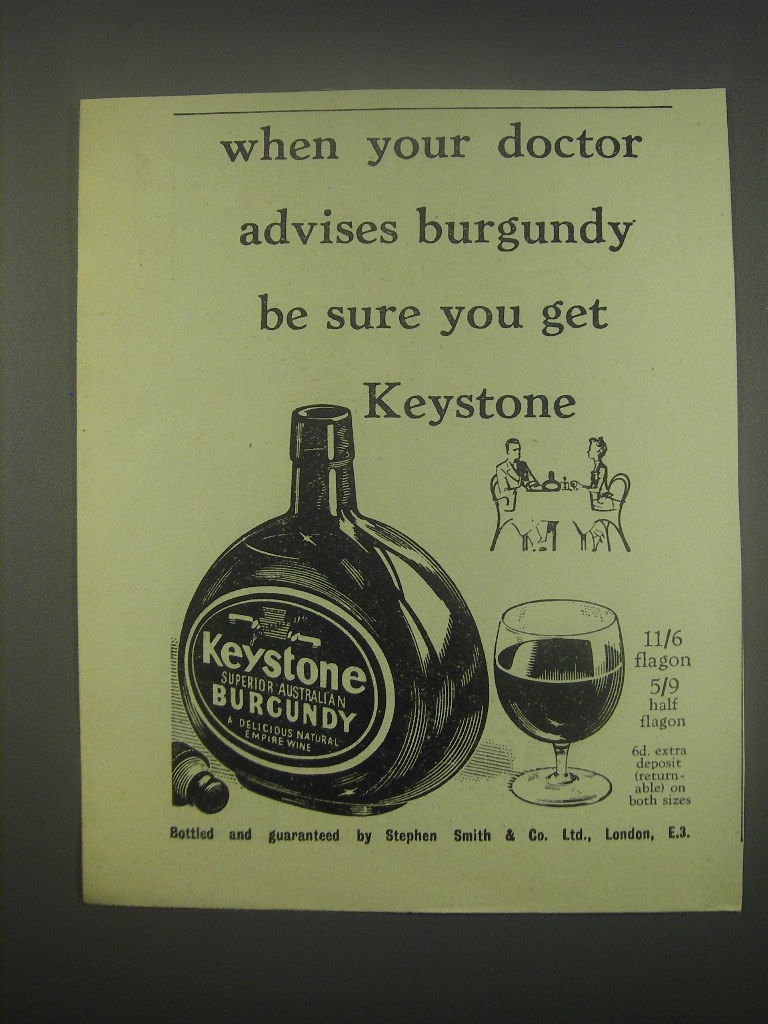 when your doctor
advises burgundy
be sure you get
Keystone
Keystone
SUPERIOR AUSTRALIAN
BURGUNDY
A DELICIOUS NATURAL
EMPIRE WINE
11/6
flagon
5/9
half
flagon
6d. extra
deposit
(return-
able) on
both sizes
Bottled and guaranteed by Stephen Smith & Co. Ltd., London, E.3.